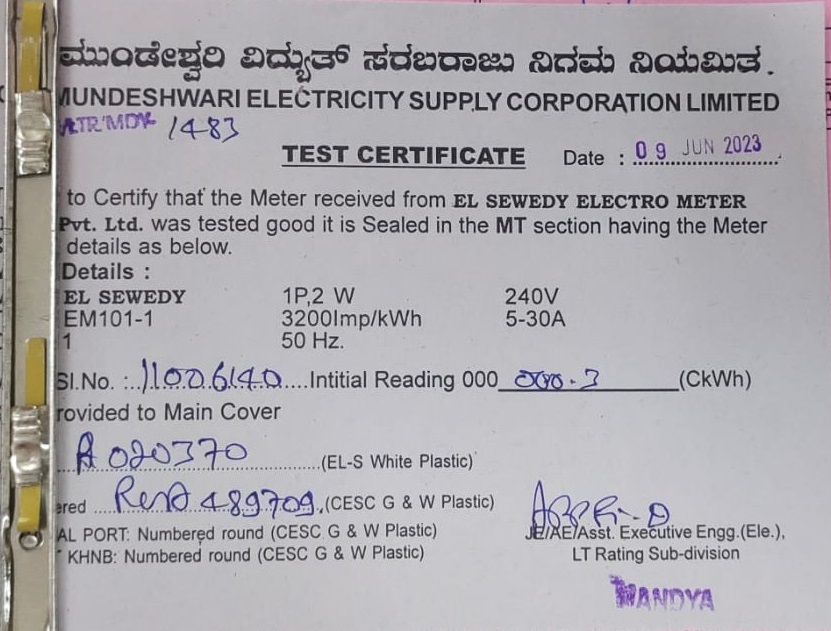 ಮುಂಡೇಶ್ವರಿ ವಿದ್ಯುತ್ ಸರಬರಾಜು ನಿಗಮ ನಿಯಮಿತ.
MUNDESHWARI ELECTRICITY SUPPLY CORPORATION LIMITED
LTR'MDY 1483
TEST CERTIFICATE Date : 09 JUN 2023
to Certify that the Meter received from EL SEWEDY ELECTRO METER
Pvt. Ltd. was tested good it is Sealed in the MT section having the Meter
details as below.
Details :
EL SEWEDY 1P,2 W 240V
EM101-1 3200Imp/kWh 5-30A
1 50 Hz.
Sl.No. :..11006140....Intitial Reading 000 000.3 (CkWh)
rovided to Main Cover
A 020370 (EL-S White Plastic)
ered 489709 (CESC G & W Plastic)
AL PORT: Numbered round (CESC G & W Plastic) JE/AE/Asst. Executive Engg.(Ele.),
KHNB: Numbered round (CESC G & W Plastic) LT Rating Sub-division
MANDYA